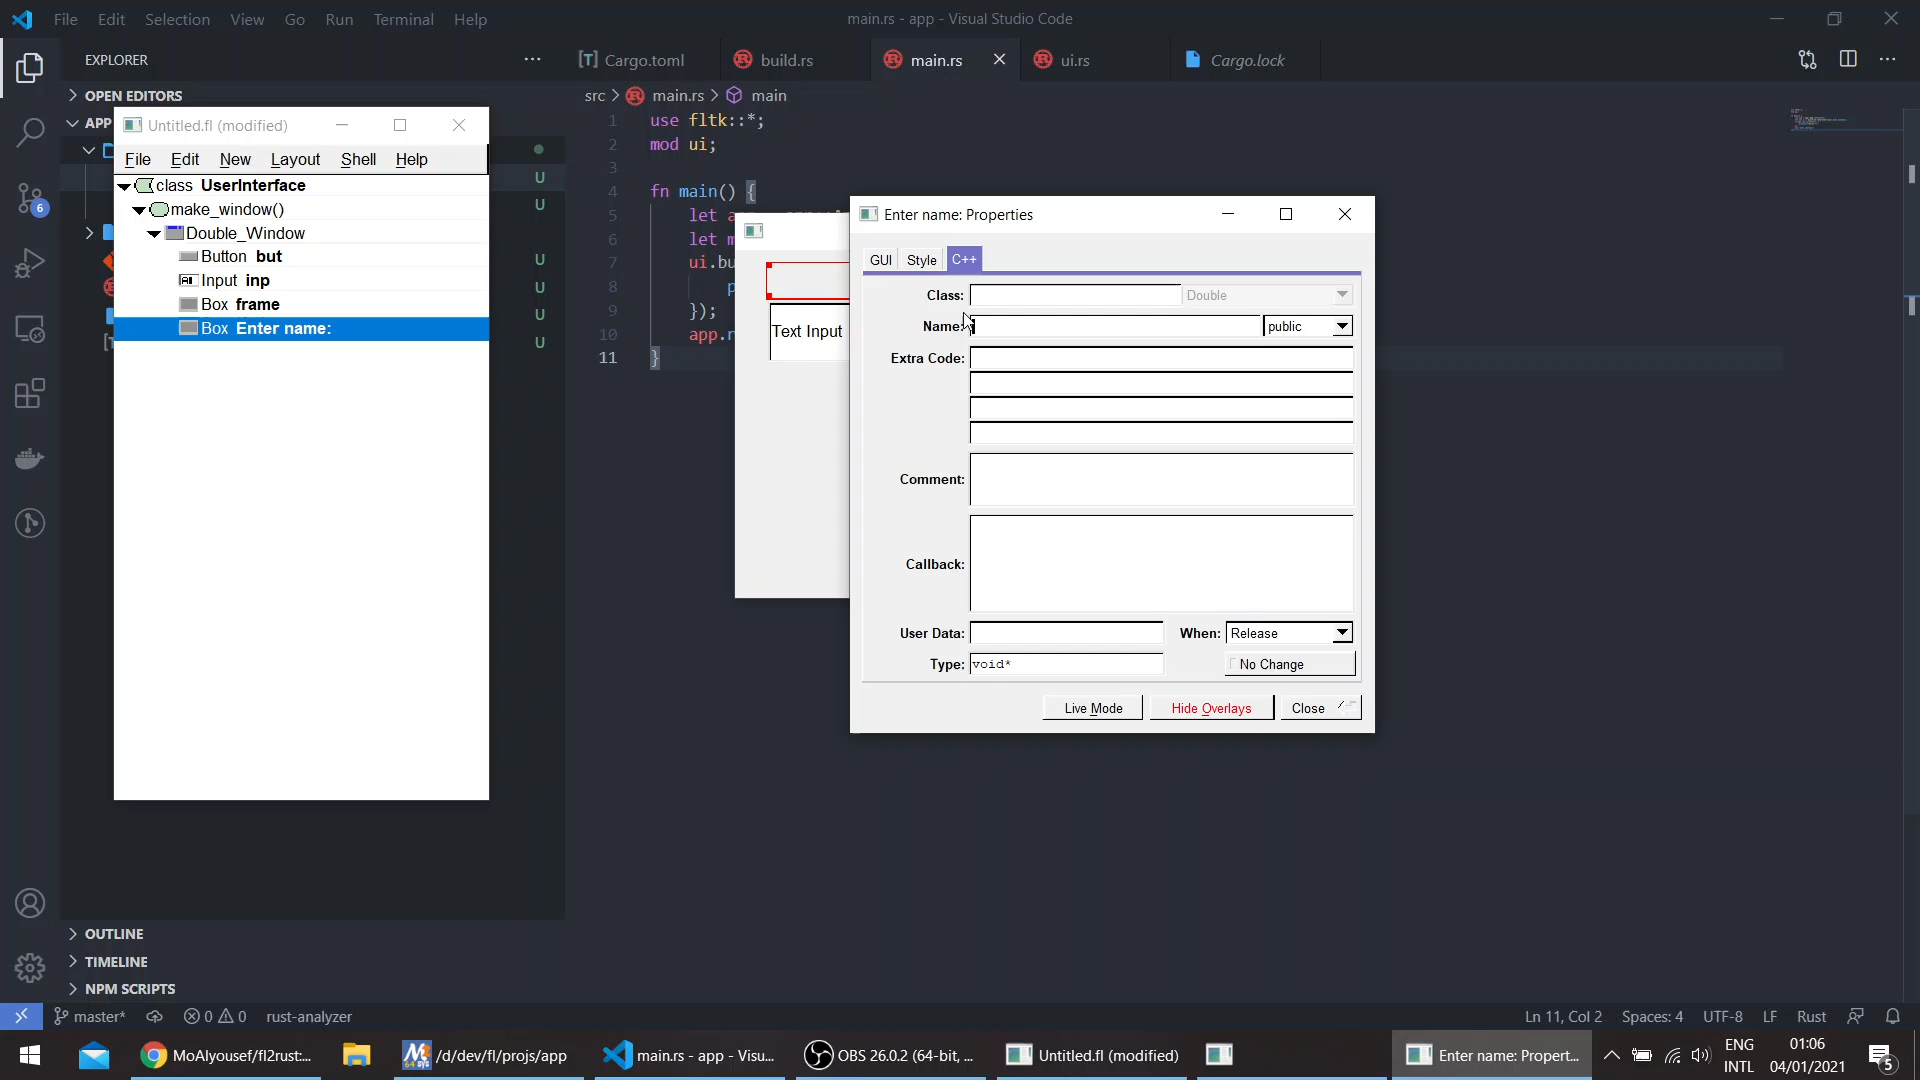 File Edit Selection View Go Run Terminal Help
main.rs - app - Visual Studio Code
EXPLORER
Cargo.toml
build.rs
main.rs
ui.rs
Cargo.lock
OPEN EDITORS
APP
src > main.rs > main
Untitled.fl (modified)
File Edit New Layout Shell Help
class UserInterface
make_window()
Double_Window
Button but
Input inp
Box frame
Box Enter name:
U
U
U
U
U
U
1 use fltk::*;
2 mod ui;
3
4 fn main() {
5 let
6 let
7 ui.bu
8
9 });
10 app.r
11 }
Text Input
Enter name: Properties
GUI Style C++
Class: Double
Name: public
Extra Code:
Comment:
Callback:
User Data: When: Release
Type: void* No Change
Live Mode Hide Overlays Close
6
OUTLINE
TIMELINE
NPM SCRIPTS
master* 0 0 rust-analyzer
Ln 11, Col 2 Spaces: 4 UTF-8 LF Rust
MoAlyousef/fl2rust:...
/d/dev/fl/projs/app
main.rs - app - Visu...
OBS 26.0.2 (64-bit, ...
Untitled.fl (modified)
Enter name: Propert...
ENG
INTL
01:06
04/01/2021
5